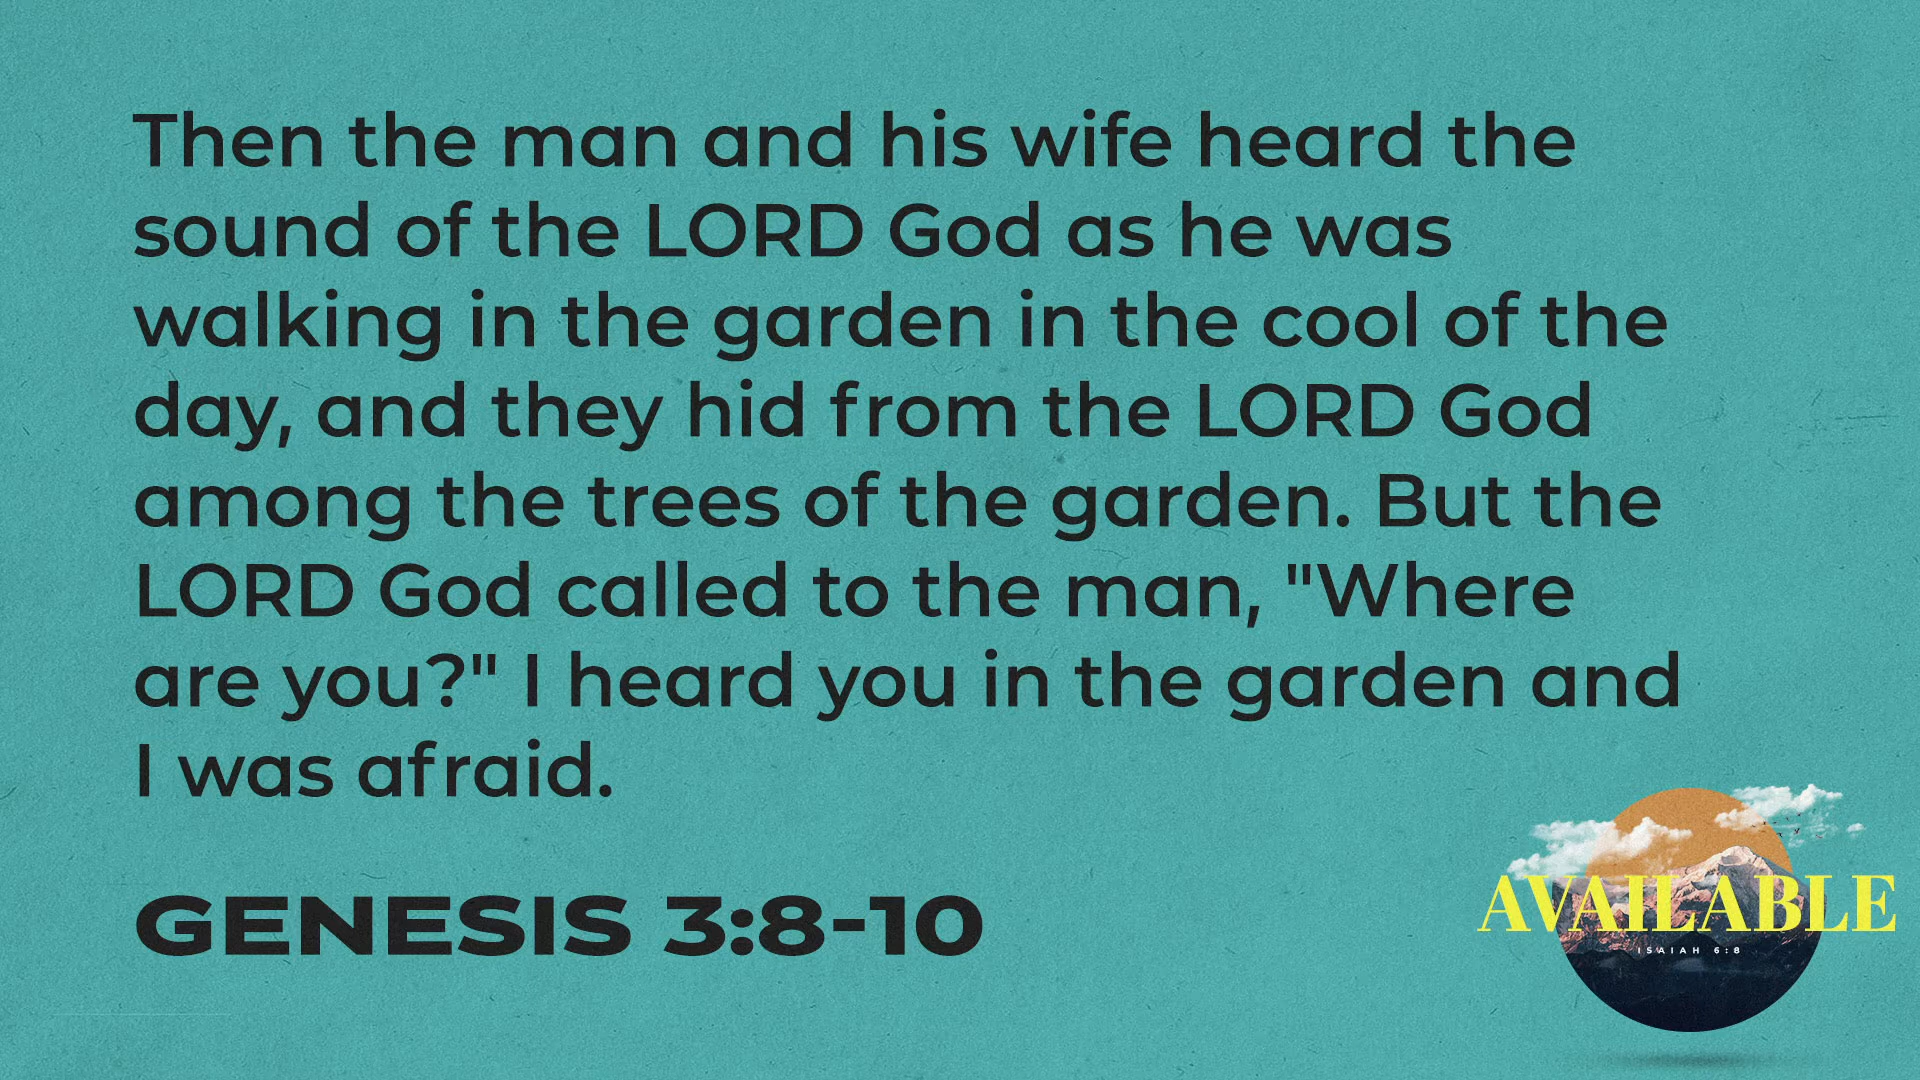 Then the man and his wife heard the
sound of the LORD God as he was
walking in the garden in the cool of the
day, and they hid from the LORD God
among the trees of the garden. But the
LORD God called to the man, "Where
are you?" I heard you in the garden and
I was afraid.
GENESIS 3:8-10
AVAILABLE
ISAIAH 6:8